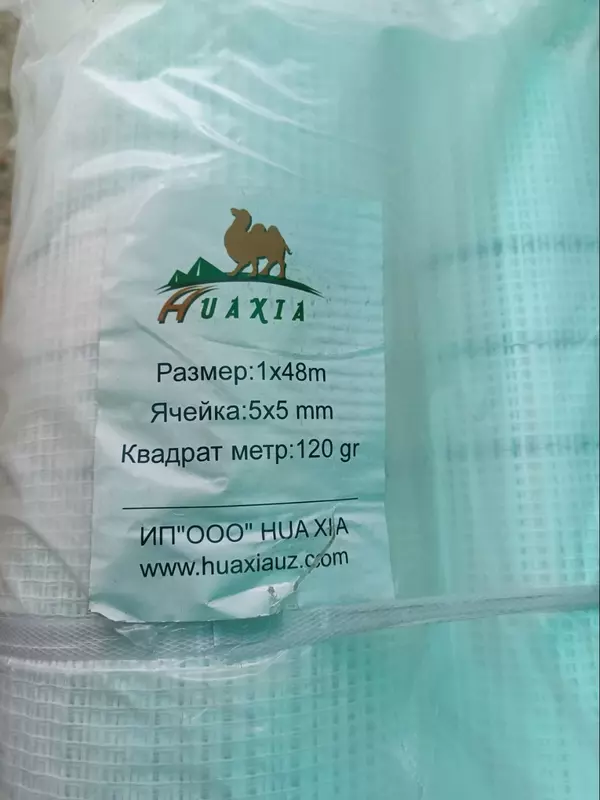 HUAXIA
Размер:1x48m
Ячейка:5x5 mm
Квадрат метр:120 gr
ИП"ООО" HUA XIA
www.huaxiauz.com